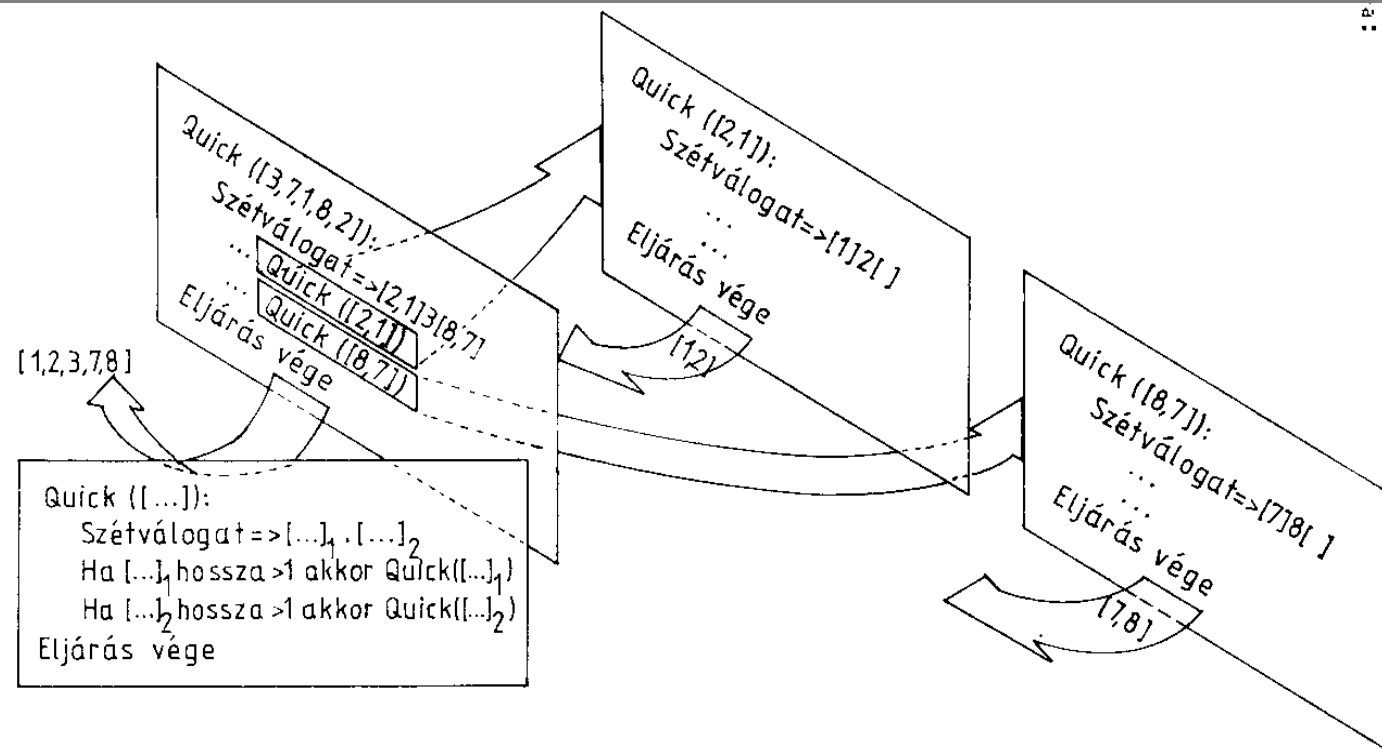 Quick ([3,7,1,8,2]):
Szétválogat=>[2,1]3[8,7]
... Quick ([2,1])
... Quick ([8,7])
Eljárás vége
[1,2,3,7,8]
Quick ([2,1]):
Szétválogat=>[1]2[ ]
...
...
Eljárás vége
[1,2]
Quick ([8,7]):
Szétválogat=>[7]8[ ]
...
...
Eljárás vége
[7,8]
Quick ([...]):
Szétválogat=>[...]₁.[...]₂
Ha [...]₁ hossza >1 akkor Quick([...]₁)
Ha [...]₂ hossza >1 akkor Quick([...]₂)
Eljárás vége